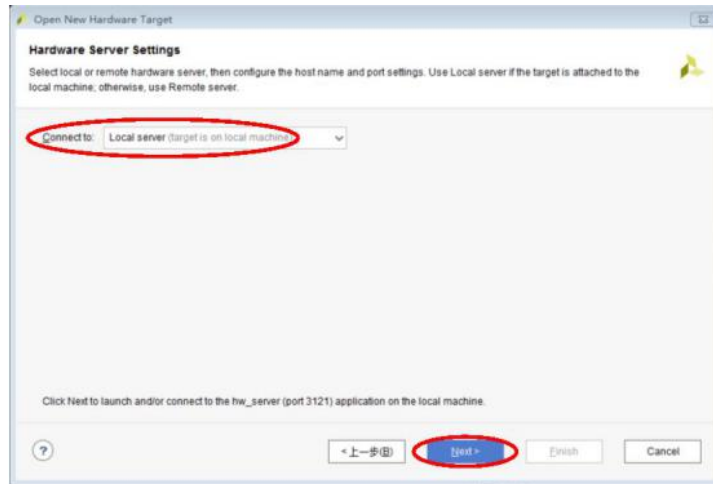 Open New Hardware Target
Hardware Server Settings
Select local or remote hardware server, then configure the host name and port settings. Use Local server if the target is attached to the
local machine; otherwise, use Remote server.
Connect to: Local server (target is on local machine)
Click Next to launch and/or connect to the hw_server (port 3121) application on the local machine.
?
<上一步(B)
Next >
Finish
Cancel